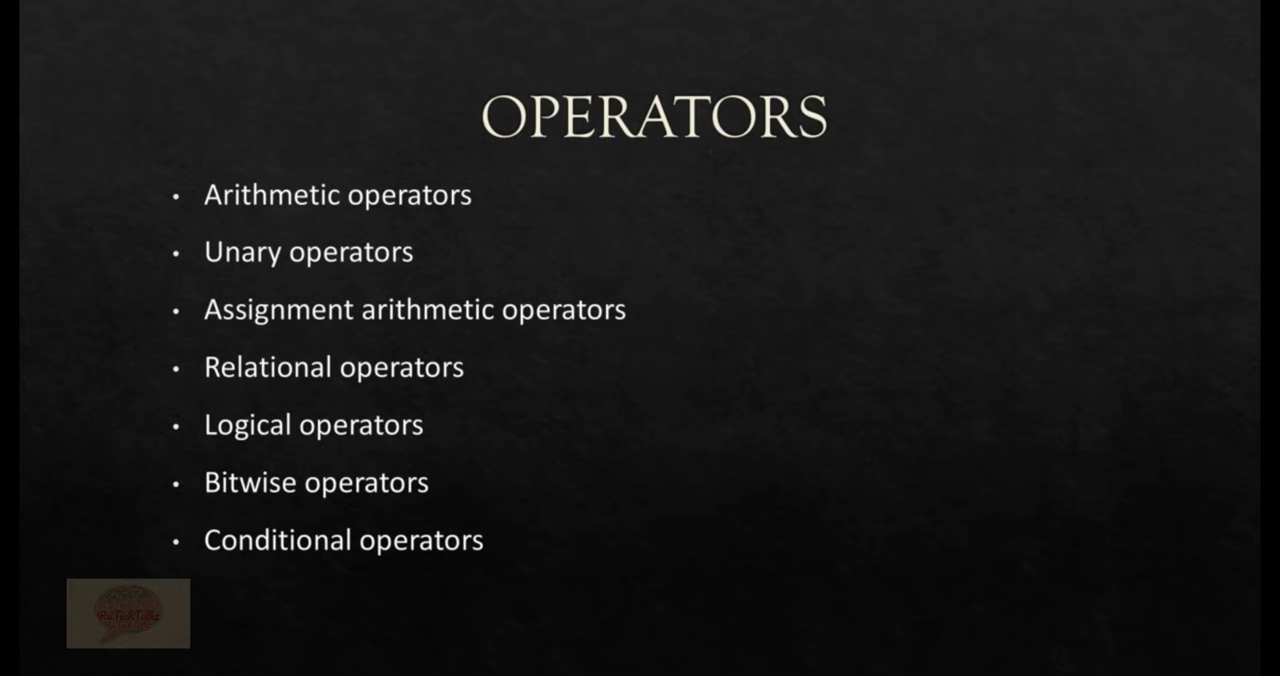 OPERATORS
• Arithmetic operators
• Unary operators
• Assignment arithmetic operators
• Relational operators
• Logical operators
• Bitwise operators
• Conditional operators